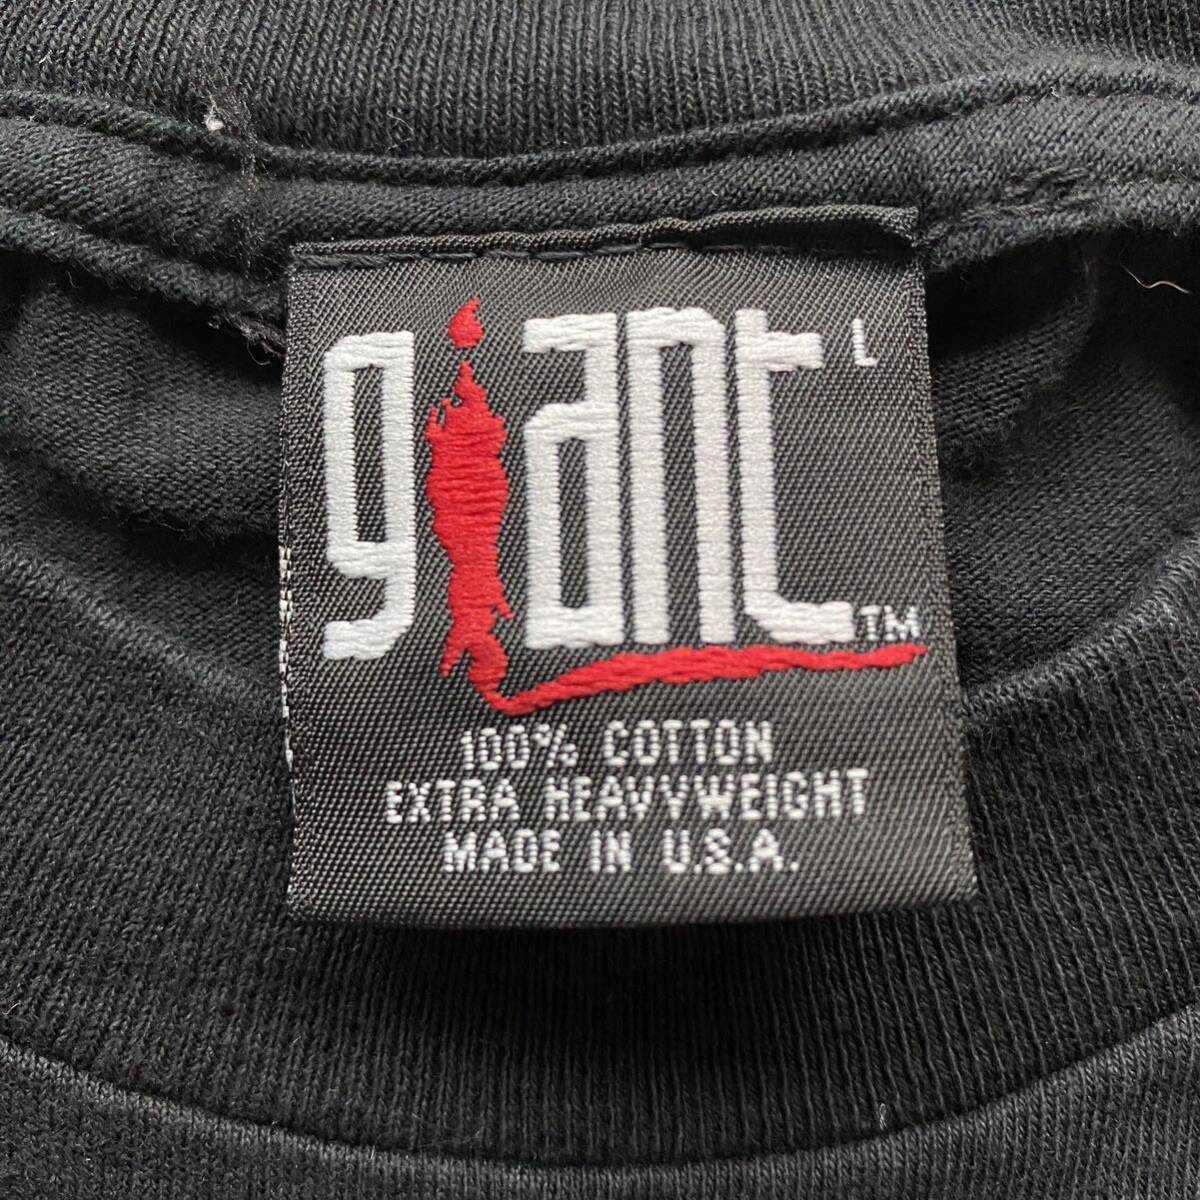 giant L
TM
100% COTTON
EXTRA HEAVYWEIGHT
MADE IN U.S.A.